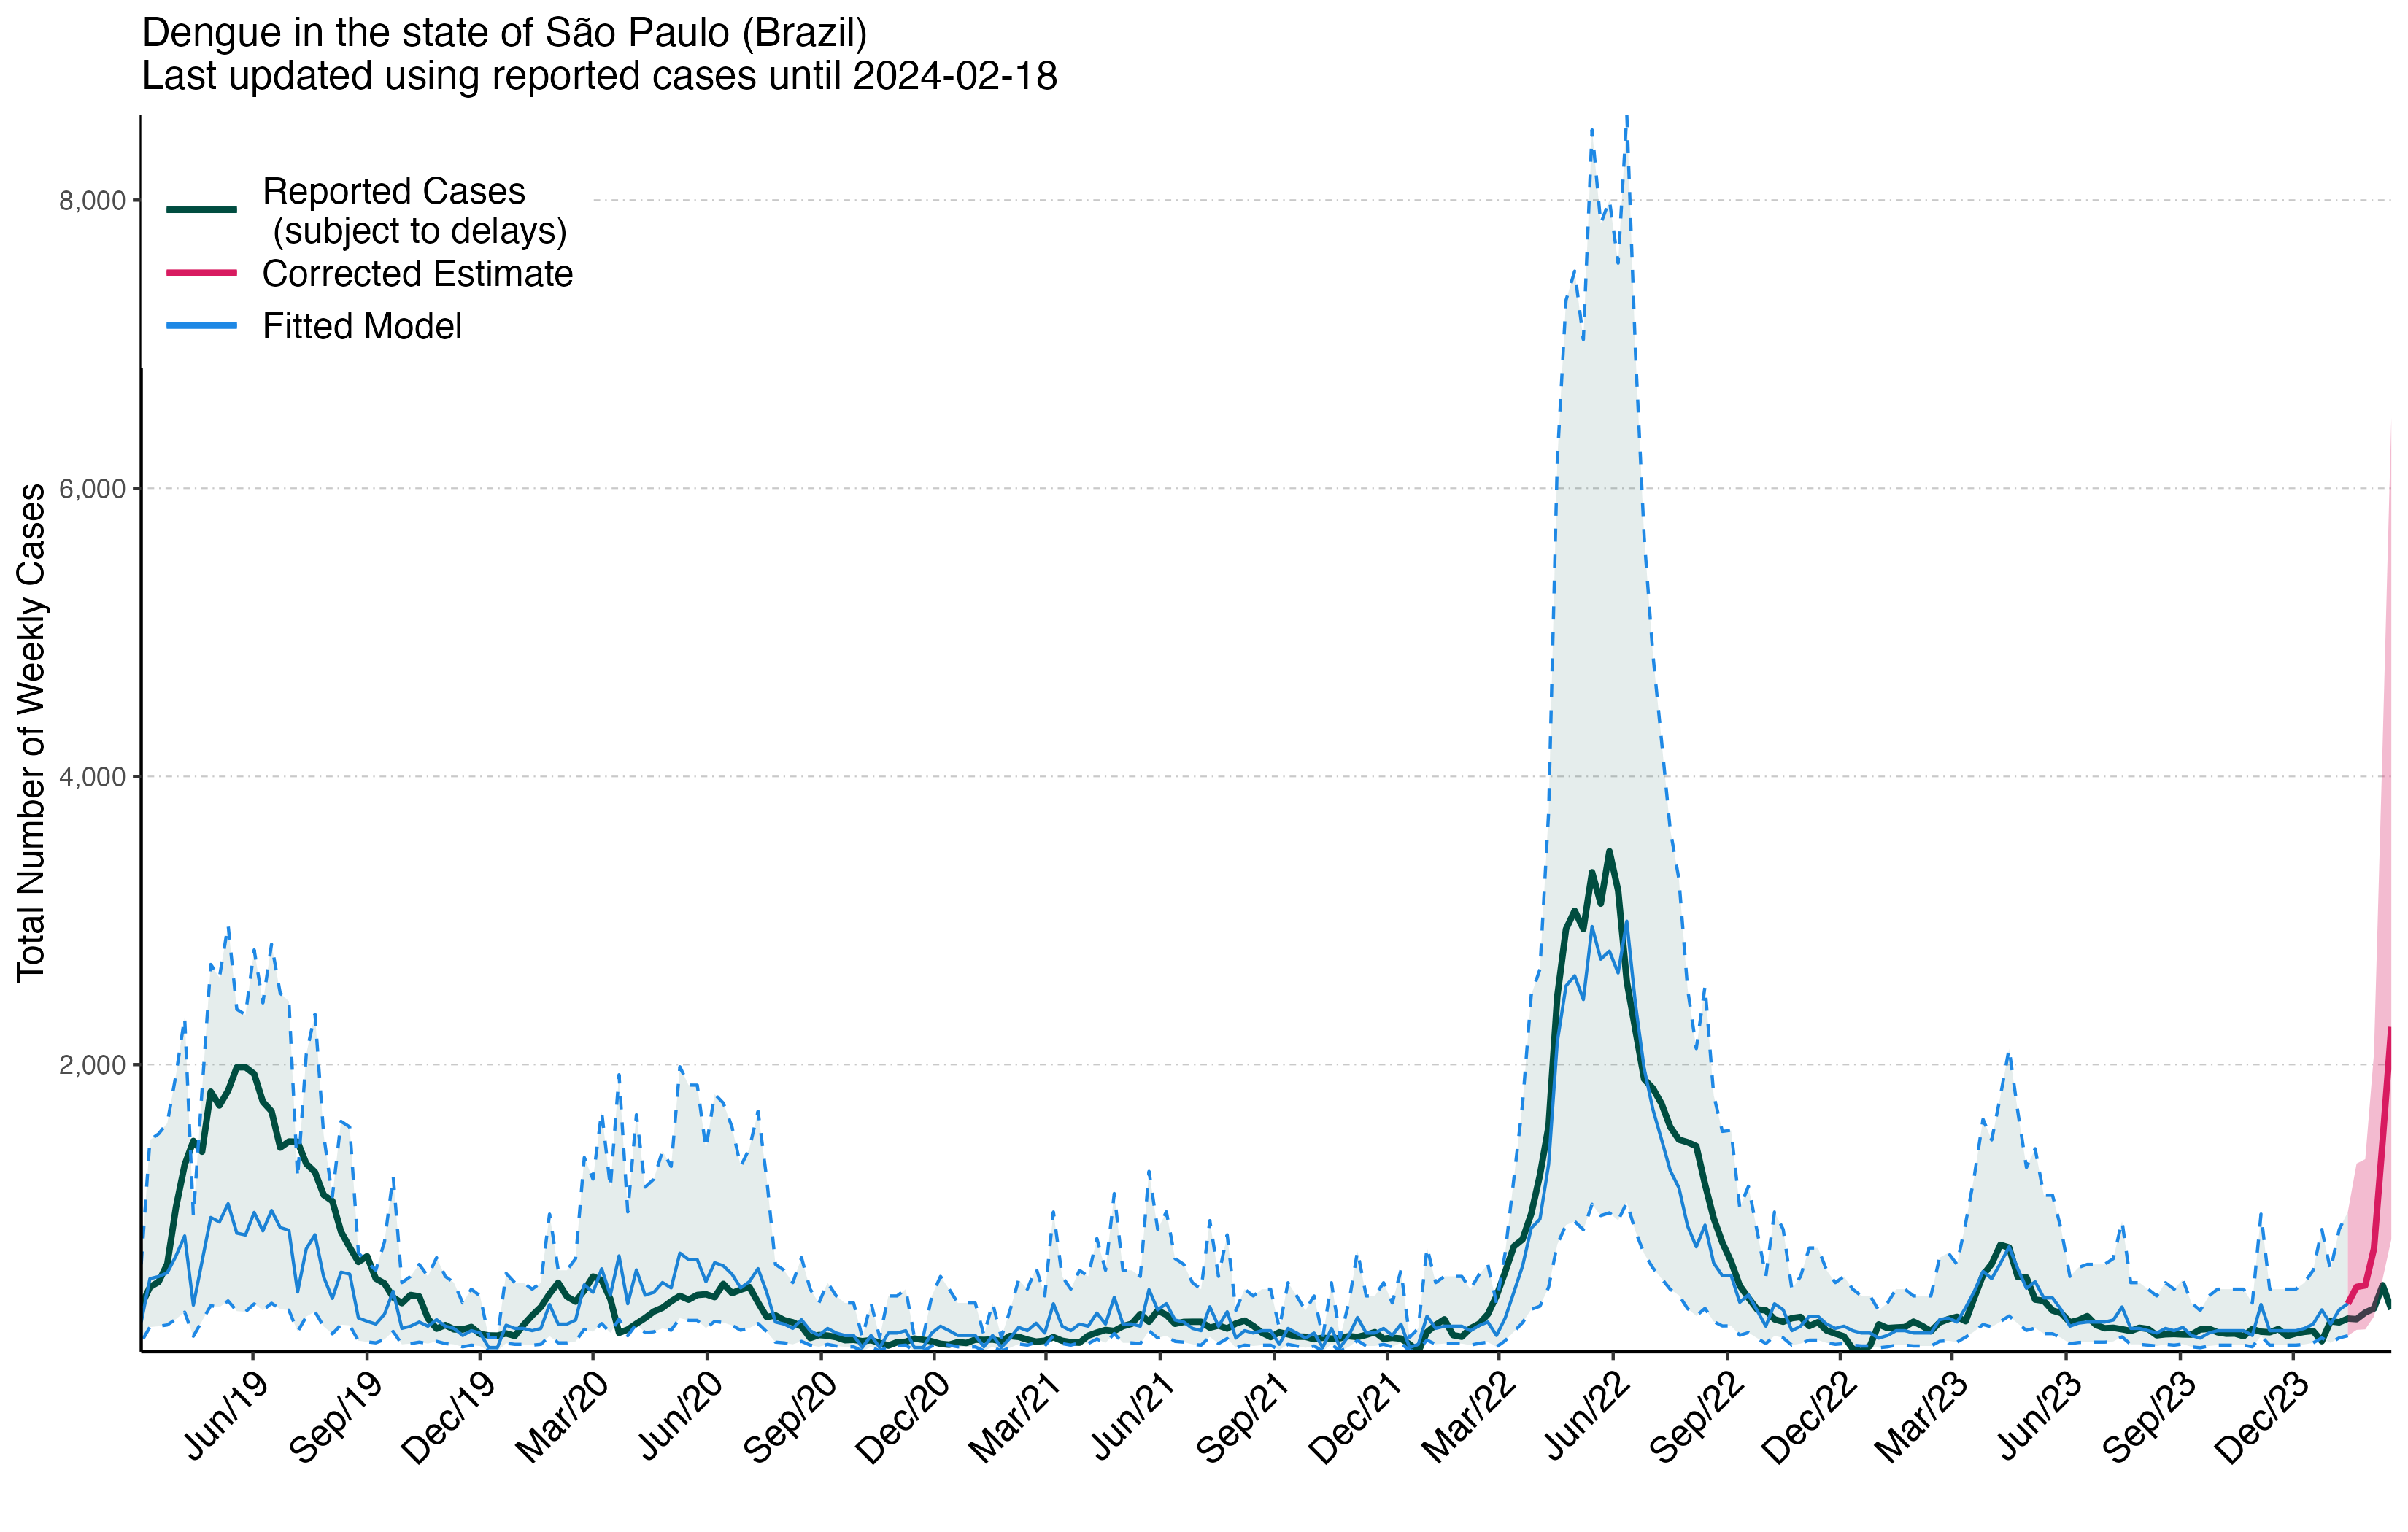 Dengue in the state of São Paulo (Brazil)
Last updated using reported cases until 2024-02-18
Reported Cases
(subject to delays)
Corrected Estimate
Fitted Model
Total Number of Weekly Cases
8,000
6,000
4,000
2,000
Jun/19
Sep/19
Dec/19
Mar/20
Jun/20
Sep/20
Dec/20
Mar/21
Jun/21
Sep/21
Dec/21
Mar/22
Jun/22
Sep/22
Dec/22
Mar/23
Jun/23
Sep/23
Dec/23